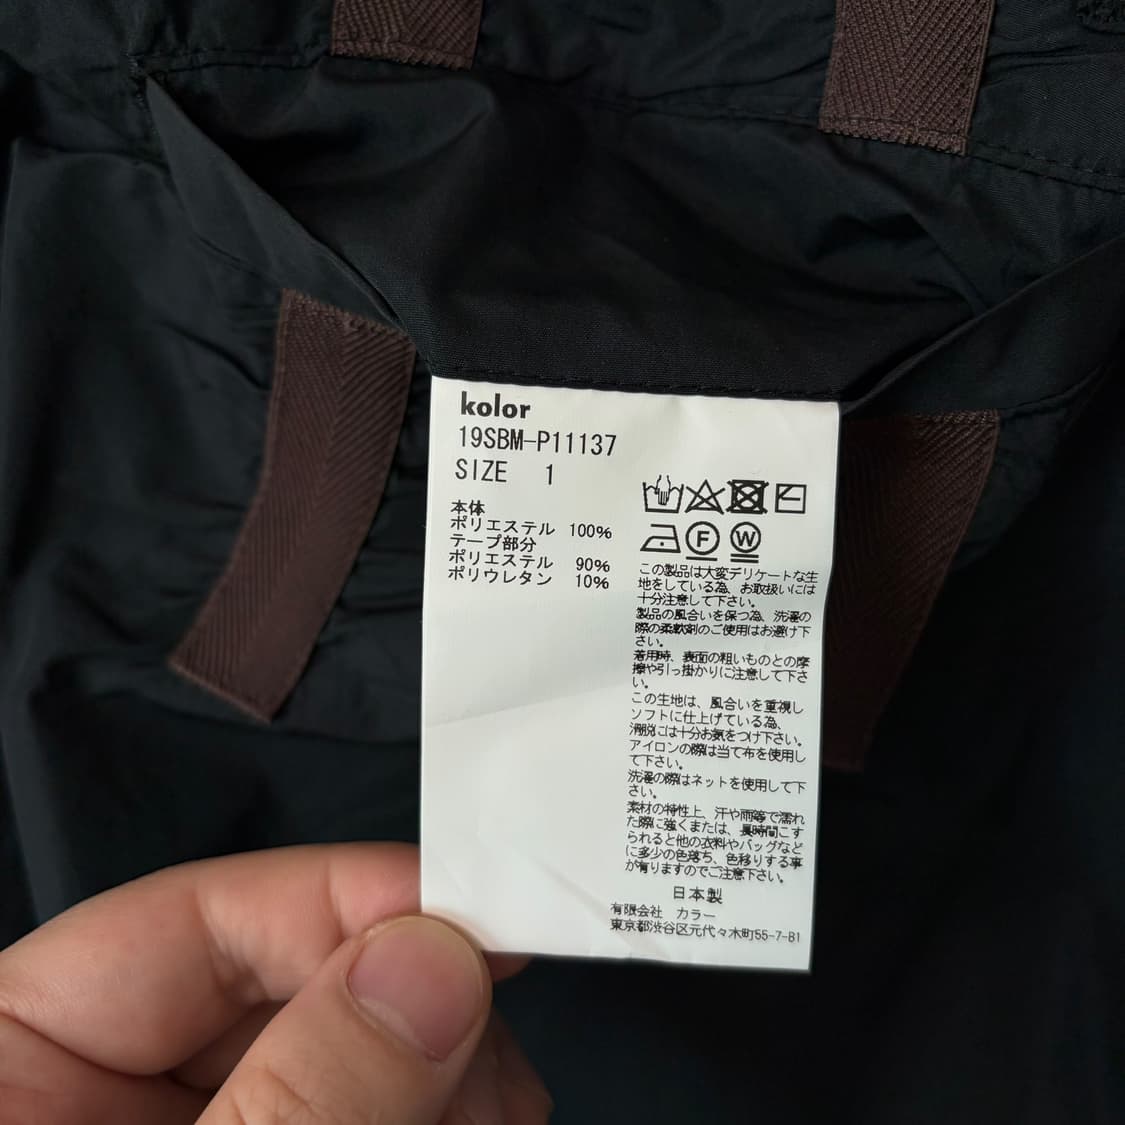 kolor
19SBM-P11137
SIZE 1
本体
ポリエステル 100%
テープ部分
ポリエステル 90%
ポリウレタン 10%
F
W
この製品は大変デリケートな生
地をしている為、お取扱いには
十分注意して下さい。
製品の風合いを保つ為、洗濯の
際の柔軟剤のご使用はお避け下
さい。
着用時、表面の粗いものとの摩
擦や引っ掛かりに注意して下さ
い。
この生地は、風合いを重視し
ソフトに仕上げている為、
滑脱には十分お気をつけ下さい。
アイロンの際は当て布を使用し
て下さい。
洗濯の際はネットを使用して下
さい。
素材の特性上、汗や雨等で濡れ
た際に強くまたは、長時間こす
られると他の衣料やバッグなど
に多少の色落ち、色移りする事
が有りますのでご注意下さい。
日本製
有限会社 カラー
東京都渋谷区元代々木町55-7-B1